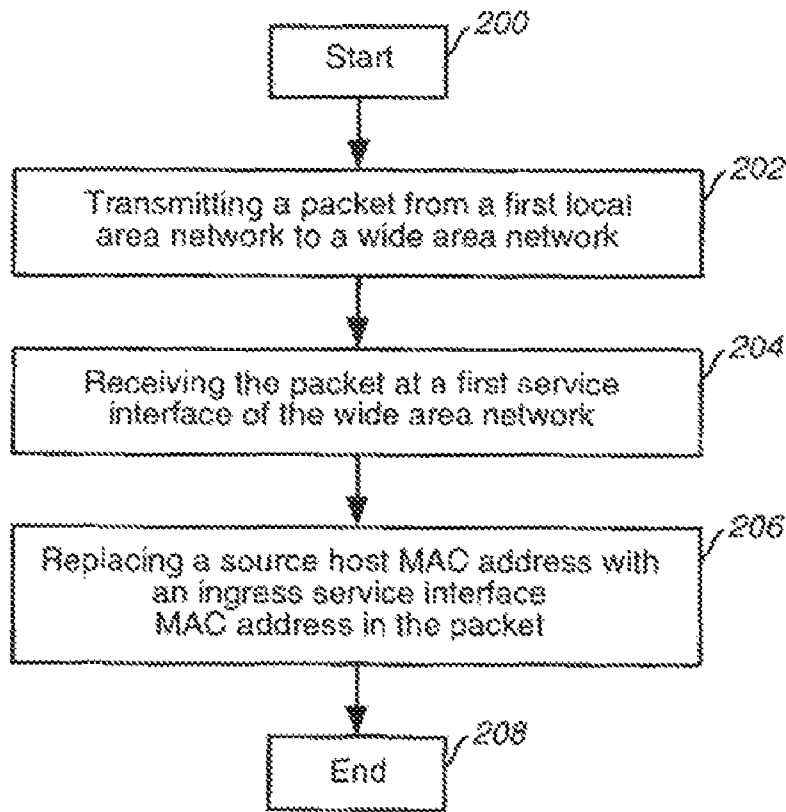 200
Start
202
Transmitting a packet from a first local
area network to a wide area network
204
Receiving the packet at a first service
interface of the wide area network
206
Replacing a source host MAC address with
an ingress service interface
MAC address in the packet
208
End